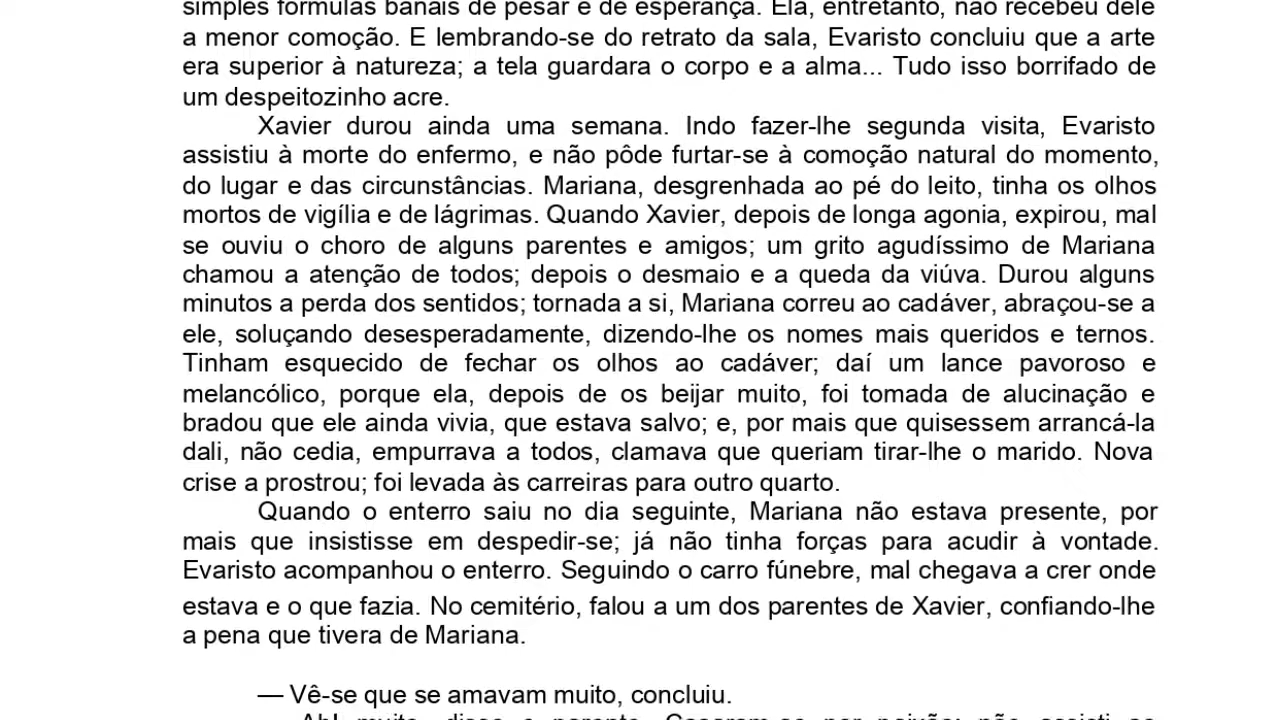 simples fórmulas banais de pesar e de esperança. Ela, entretanto, não recebeu dele
a menor comoção. E lembrando-se do retrato da sala, Evaristo concluiu que a arte
era superior à natureza; a tela guardara o corpo e a alma... Tudo isso borrifado de
um despeitozinho acre.
Xavier durou ainda uma semana. Indo fazer-lhe segunda visita, Evaristo
assistiu à morte do enfermo, e não pôde furtar-se à comoção natural do momento,
do lugar e das circunstâncias. Mariana, desgrenhada ao pé do leito, tinha os olhos
mortos de vigília e de lágrimas. Quando Xavier, depois de longa agonia, expirou, mal
se ouviu o choro de alguns parentes e amigos; um grito agudíssimo de Mariana
chamou a atenção de todos; depois o desmaio e a queda da viúva. Durou alguns
minutos a perda dos sentidos; tornada a si, Mariana correu ao cadáver, abraçou-se a
ele, soluçando desesperadamente, dizendo-lhe os nomes mais queridos e ternos.
Tinham esquecido de fechar os olhos ao cadáver; daí um lance pavoroso e
melancólico, porque ela, depois de os beijar muito, foi tomada de alucinação e
bradou que ele ainda vivia, que estava salvo; e, por mais que quisessem arrancá-la
dali, não cedia, empurrava a todos, clamava que queriam tirar-lhe o marido. Nova
crise a prostrou; foi levada às carreiras para outro quarto.
Quando o enterro saiu no dia seguinte, Mariana não estava presente, por
mais que insistisse em despedir-se; já não tinha forças para acudir à vontade.
Evaristo acompanhou o enterro. Seguindo o carro fúnebre, mal chegava a crer onde
estava e o que fazia. No cemitério, falou a um dos parentes de Xavier, confiando-lhe
a pena que tivera de Mariana.
— Vê-se que se amavam muito, concluiu.
Ah! muito, disse o parente. Casaram-se por paixão; não assisti ao